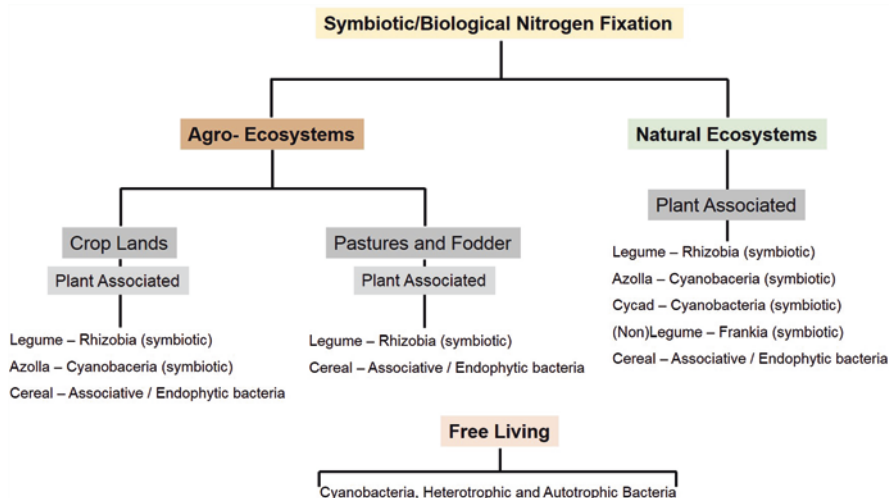 Symbiotic/Biological Nitrogen Fixation
Agro- Ecosystems
Natural Ecosystems
Crop Lands
Plant Associated
Legume – Rhizobia (symbiotic)
Azolla – Cyanobaceria (symbiotic)
Cereal – Associative / Endophytic bacteria
Pastures and Fodder
Plant Associated
Legume – Rhizobia (symbiotic)
Cereal – Associative / Endophytic bacteria
Plant Associated
Legume – Rhizobia (symbiotic)
Azolla – Cyanobaceria (symbiotic)
Cycad – Cyanobacteria (symbiotic)
(Non)Legume – Frankia (symbiotic)
Cereal – Associative / Endophytic bacteria
Free Living
Cyanobacteria, Heterotrophic and Autotrophic Bacteria